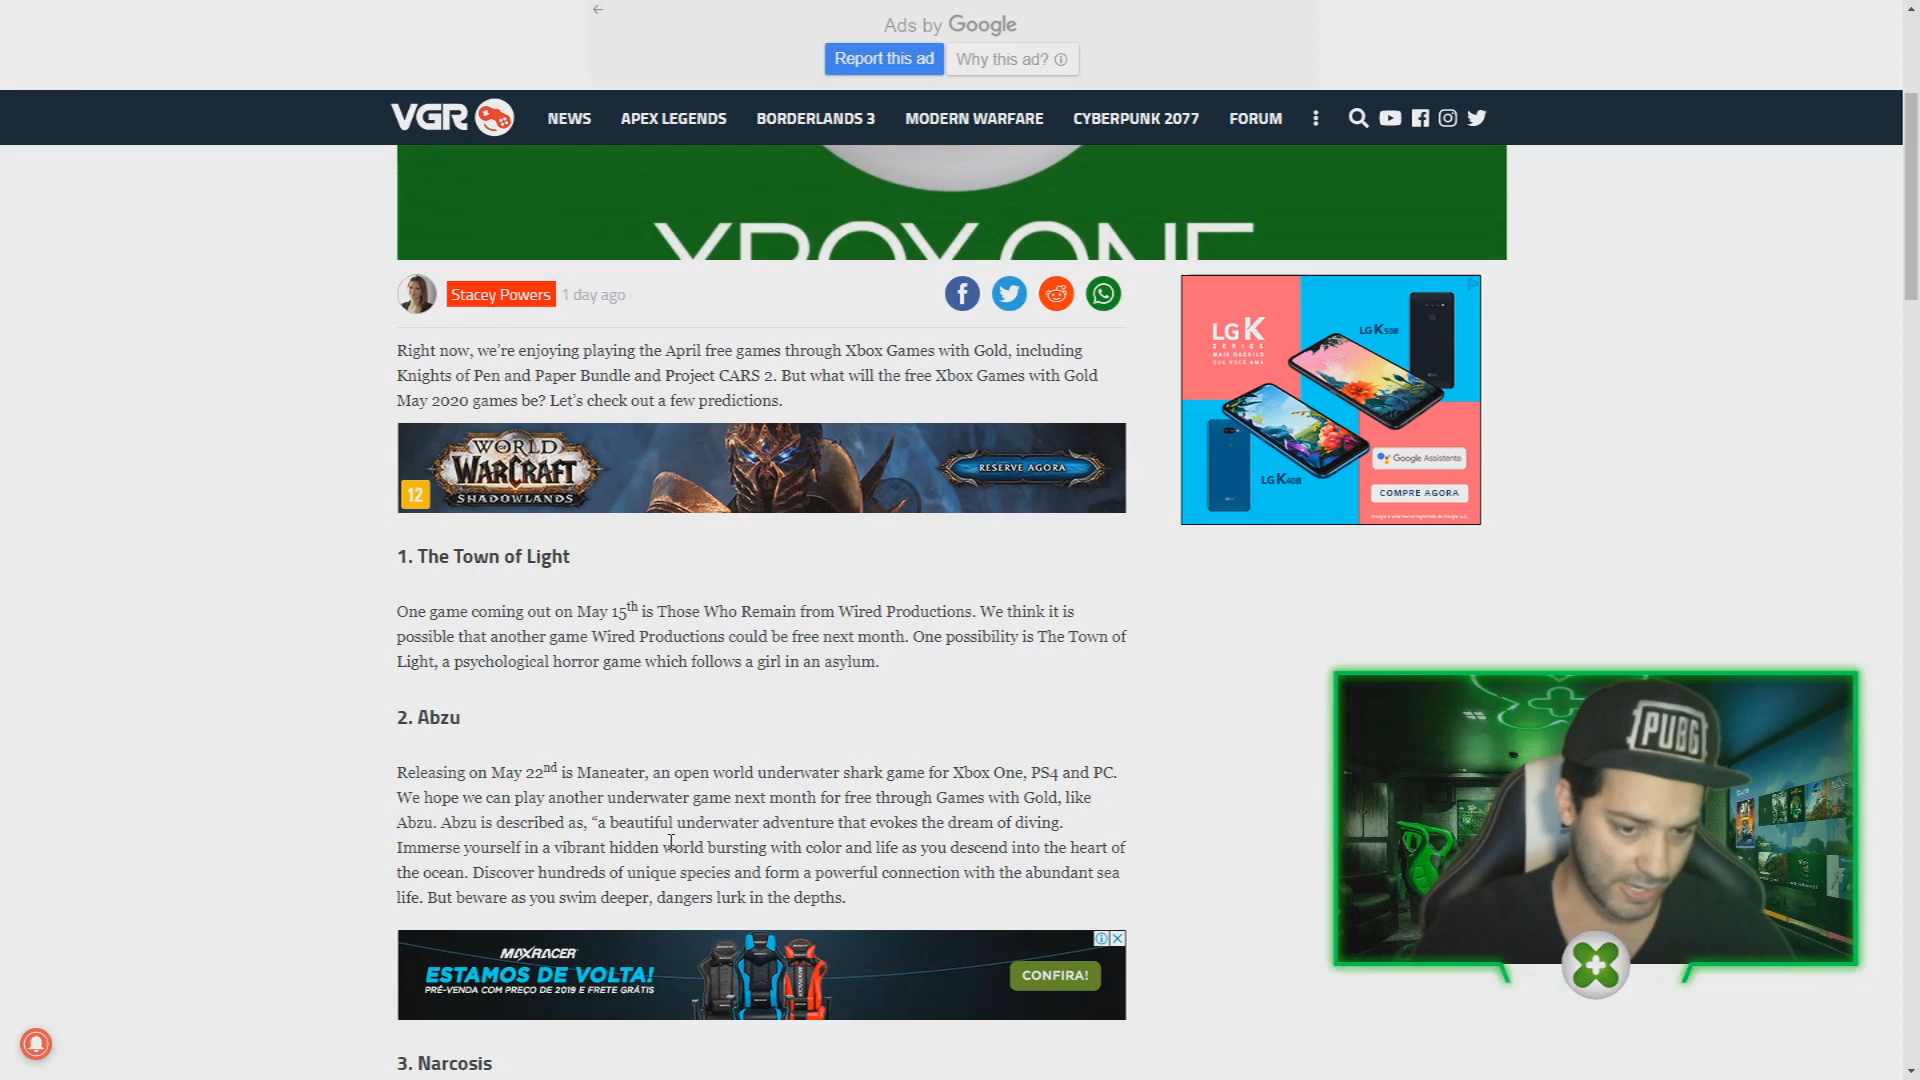 Ads by Google
Report this ad
Why this ad?
VGR
NEWS
APEX LEGENDS
BORDERLANDS 3
MODERN WARFARE
CYBERPUNK 2077
FORUM
XBOX ONE
Stacey Powers
1 day ago
Right now, we're enjoying playing the April free games through Xbox Games with Gold, including
Knights of Pen and Paper Bundle and Project CARS 2. But what will the free Xbox Games with Gold
May 2020 games be? Let's check out a few predictions.
WORLD
WARCRAFT
SHADOWLANDS
12
RESERVE AGORA
LG K
SERIES
MAIS DAQUILO
QUE VOCÊ AMA
LG K50S
LG K40S
Google Assistente
COMPRE AGORA
1. The Town of Light
One game coming out on May 15th is Those Who Remain from Wired Productions. We think it is
possible that another game Wired Productions could be free next month. One possibility is The Town of
Light, a psychological horror game which follows a girl in an asylum.
2. Abzu
Releasing on May 22nd is Maneater, an open world underwater shark game for Xbox One, PS4 and PC.
We hope we can play another underwater game next month for free through Games with Gold, like
Abzu. Abzu is described as, “a beautiful underwater adventure that evokes the dream of diving.
Immerse yourself in a vibrant hidden world bursting with color and life as you descend into the heart of
the ocean. Discover hundreds of unique species and form a powerful connection with the abundant sea
life. But beware as you swim deeper, dangers lurk in the depths.
MAXRACER
ESTAMOS DE VOLTA!
PRÉ-VENDA COM PREÇO DE 2019 E FRETE GRÁTIS
CONFIRA!
3. Narcosis
PUBG